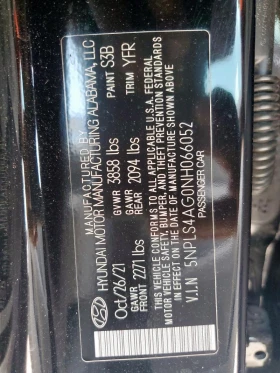 MANUFACTURED BY
HYUNDAI MOTOR MANUFACTURING ALABAMA, LLC
Oct/26/21 GVWR 3858 lbs PAINT S3B
GAWR FRONT 2271 lbs GAWR REAR 2094 lbs TRIM YFR
THIS VEHICLE CONFORMS TO ALL APPLICABLE U.S.A. FEDERAL
MOTOR VEHICLE SAFETY, BUMPER, AND THEFT PREVENTION STANDARDS
IN EFFECT ON THE DATE OF MANUFACTURE SHOWN ABOVE.
V.I.N 5NPLS4AG0NH066052
PASSENGER CAR